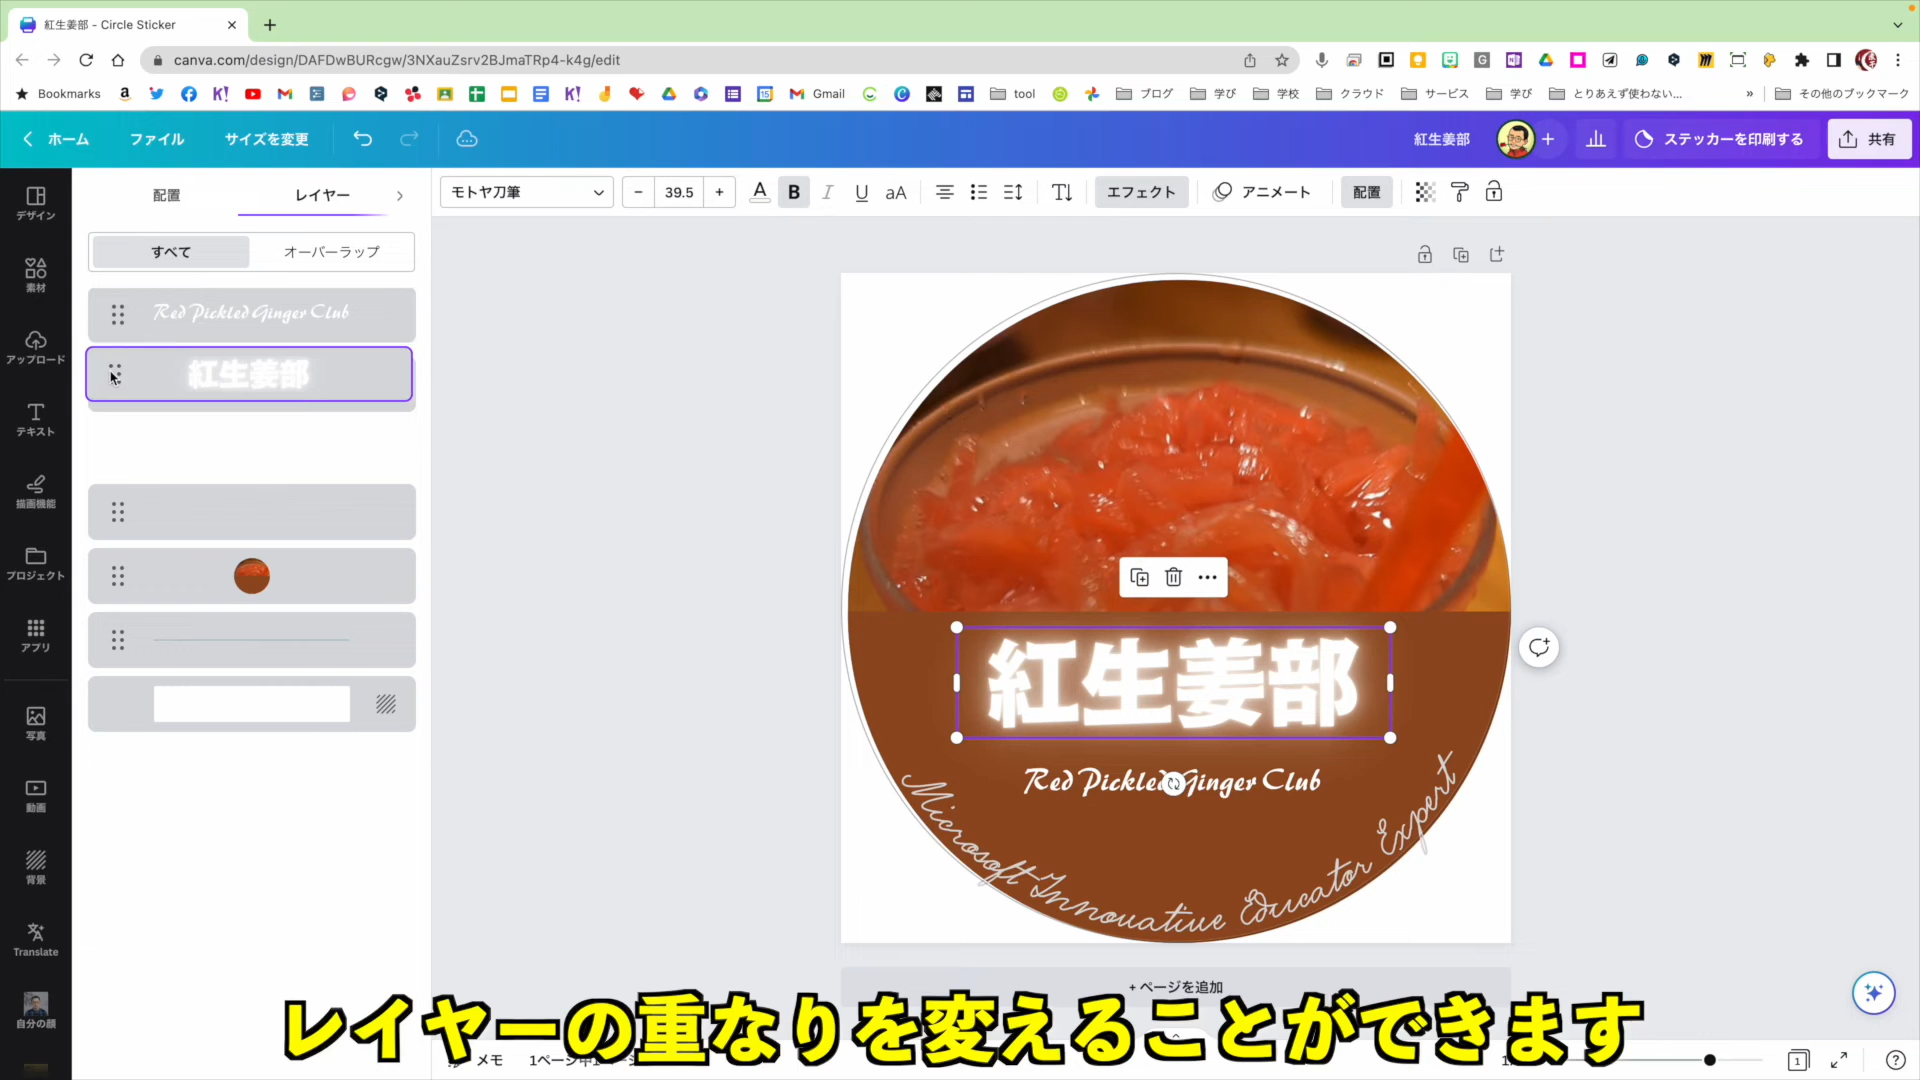 紅生姜部 - Circle Sticker
canva.com/design/DAFDwBURcgw/3NXauZsrv2BJmaTRp4-k4g/edit
Bookmarks
Gmail
tool
ブログ
学び
学校
クラウド
サービス
学び
とりあえず使わない...
»
その他のブックマーク
ホーム
ファイル
サイズを変更
紅生姜部
ステッカーを印刷する
共有
デザイン
素材
アップロード
テキスト
描画機能
プロジェクト
アプリ
写真
動画
背景
Translate
自分の顔
配置
レイヤー
すべて
オーバーラップ
Red Pickled Ginger Club
紅生姜部
モトヤ刀筆
39.5
A
B
I
U
aA
エフェクト
アニメート
配置
紅生姜部
Red Pickled Ginger Club
Microsoft Innovative Educator Expert
+ ページを追加
レイヤーの重なりを変えることができます
メモ
1